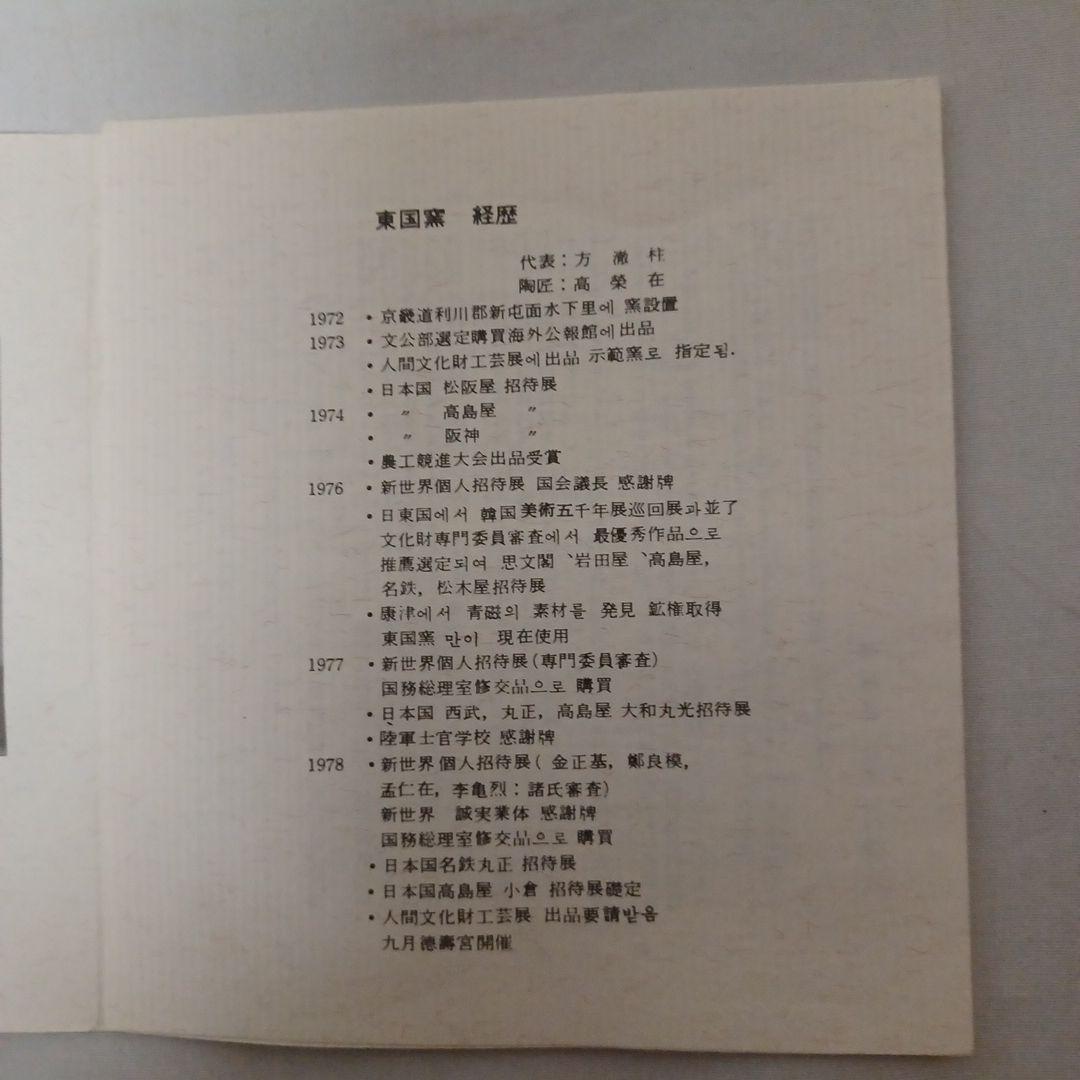 東国窯 経歴
代表：方 澈 柱
陶匠：高 榮 在
1972 ・京畿道利川郡新屯面水下里에 窯設置
1973 ・文公部選定購買海外公報館에出品
・人間文化財工芸展에出品 示範窯로 指定됨.
・日本国 松阪屋 招待展
1974 ・ 〃 高島屋 〃
・ 〃 阪神 〃
・農工競進大会出品受賞
1976 ・新世界個人招待展 国会議長 感謝牌
・日東国에서 韓国美術五千年展巡回展과並了
文化財専門委員審査에서 最優秀作品으로
推薦選定되여 思文閣、岩田屋、高島屋,
名鉄, 松木屋招待展
・康津에서 青磁의 素材를 発見 鉱権取得
東国窯 만이 現在使用
1977 ・新世界個人招待展(専門委員審査)
国務総理室修交品으로 購買
・日本国 西武, 丸正, 高島屋 大和丸光招待展
・陸軍士官学校 感謝牌
1978 ・新世界個人招待展( 金正基, 鄭良模,
孟仁在, 李亀烈：諸氏審査)
新世界 誠実業体 感謝牌
国務総理室修交品으로 購買
・日本国名鉄丸正 招待展
・日本国高島屋 小倉 招待展礎定
・人間文化財工芸展 出品要請받음
九月德壽宮開催